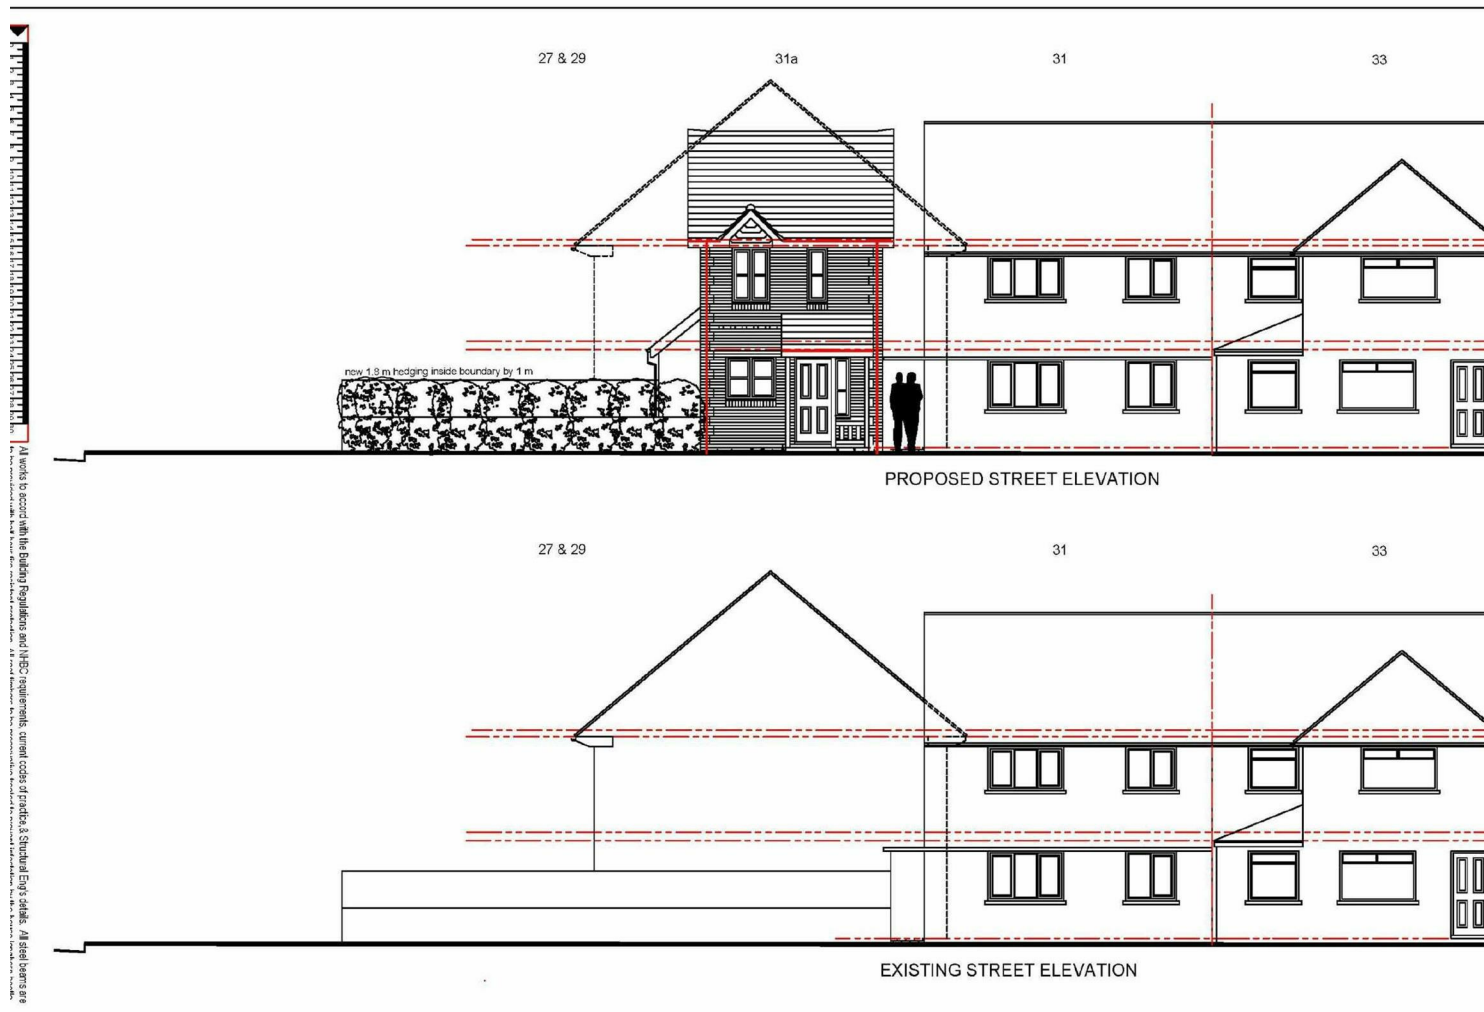 27 & 29
31a
31
33
new 1.8 m hedging inside boundary by 1 m
PROPOSED STREET ELEVATION
27 & 29
31
33
EXISTING STREET ELEVATION
All works to accord with the Building Regulations and NHBC requirements, current codes of practice, & Structural Eng's details. All steel beams are